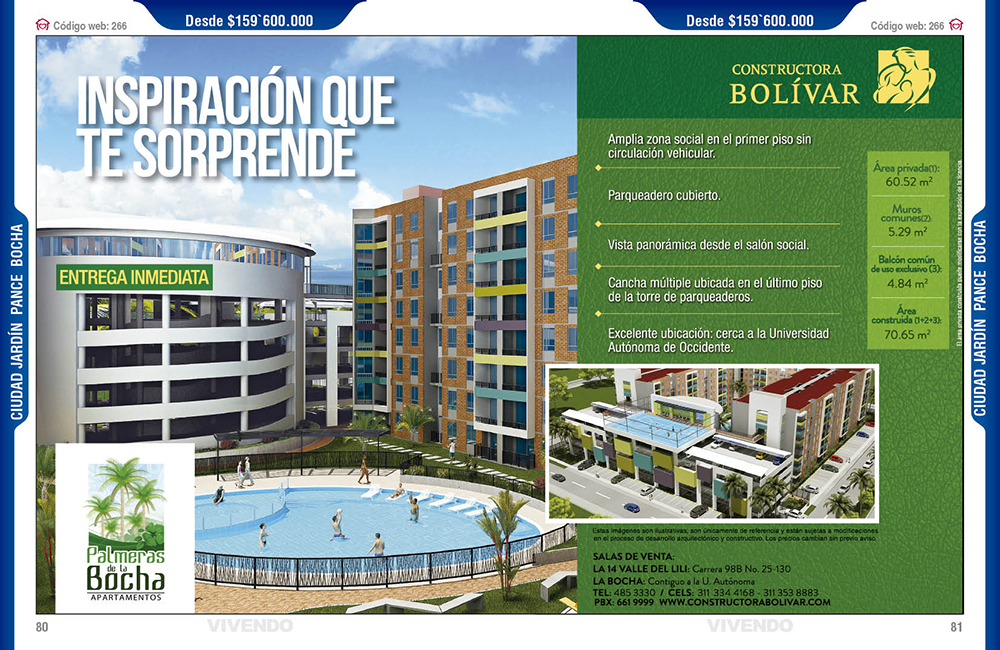 Código web: 266
Desde $159`600.000
Desde $159`600.000
Código web: 266
CIUDAD JARDÍN PANCE BOCHA
INSPIRACIÓN QUE
TE SORPRENDE
ENTREGA INMEDIATA
Palmeras
de la
Bocha
APARTAMENTOS
CONSTRUCTORA
BOLÍVAR
Amplia zona social en el primer piso sin
circulación vehicular.
Parqueadero cubierto.
Vista panorámica desde el salón social.
Cancha múltiple ubicada en el último piso
de la torre de parqueaderos.
Excelente ubicación: cerca a la Universidad
Autónoma de Occidente.
Área privada(1):
60.52 m²
Muros
comunes(2):
5.29 m²
Balcón común
de uso exclusivo (3):
4.84 m²
Área
construida (1+2+3):
70.65 m²
El área privada construida puede modificarse con la expedición de la licencia
CIUDAD JARDÍN PANCE BOCHA
Estas imágenes son ilustrativas, son únicamente de referencia y están sujetas a modificaciones
en el proceso de desarrollo arquitectónico y constructivo. Los precios cambian sin previo aviso.
SALAS DE VENTA:
LA 14 VALLE DEL LILI: Carrera 98B No. 25-130
LA BOCHA: Contiguo a la U. Autónoma
TEL: 485 3330 / CELS: 311 334 4168 - 311 353 8883
PBX: 661 9999 WWW.CONSTRUCTORABOLIVAR.COM
80
VIVENDO
VIVENDO
81